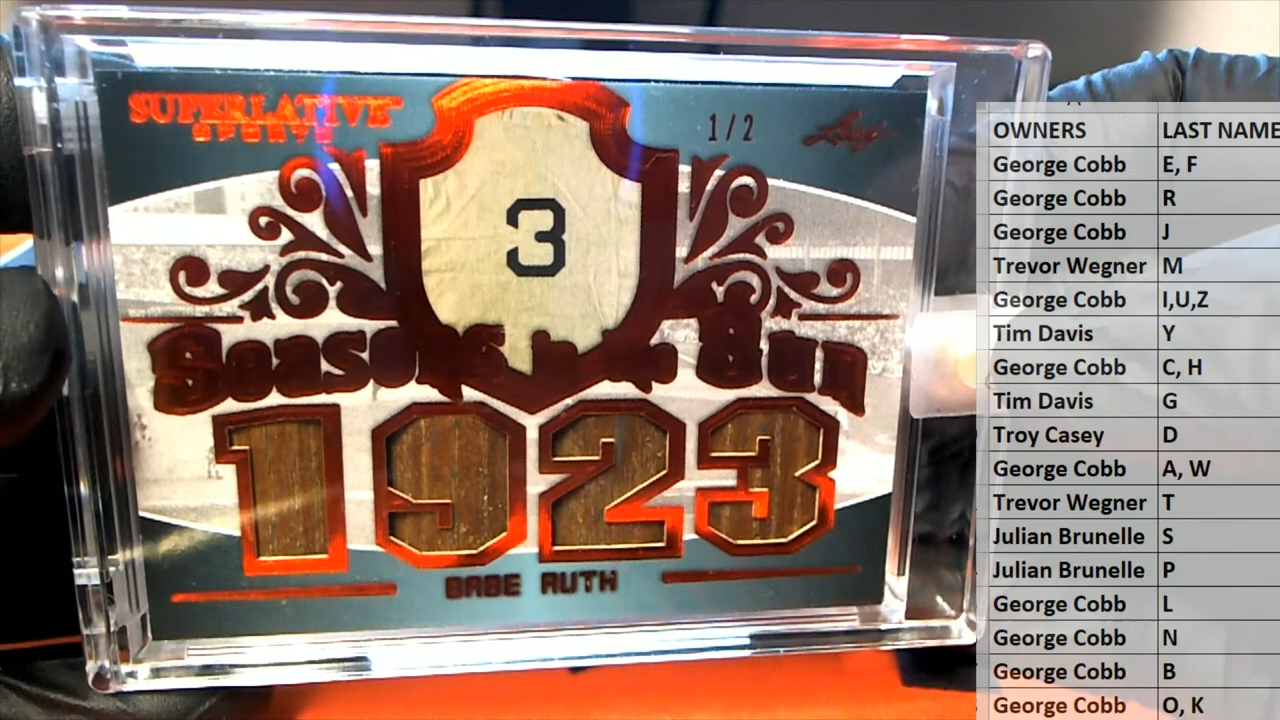 SUPERLATIVE
SPORTS
1/2
Leaf
3
Seasons in the Sun
1923
BABE RUTH
OWNERS LAST NAME
George Cobb E, F
George Cobb R
George Cobb J
Trevor Wegner M
George Cobb I,U,Z
Tim Davis Y
George Cobb C, H
Tim Davis G
Troy Casey D
George Cobb A, W
Trevor Wegner T
Julian Brunelle S
Julian Brunelle P
George Cobb L
George Cobb N
George Cobb B
George Cobb O, K